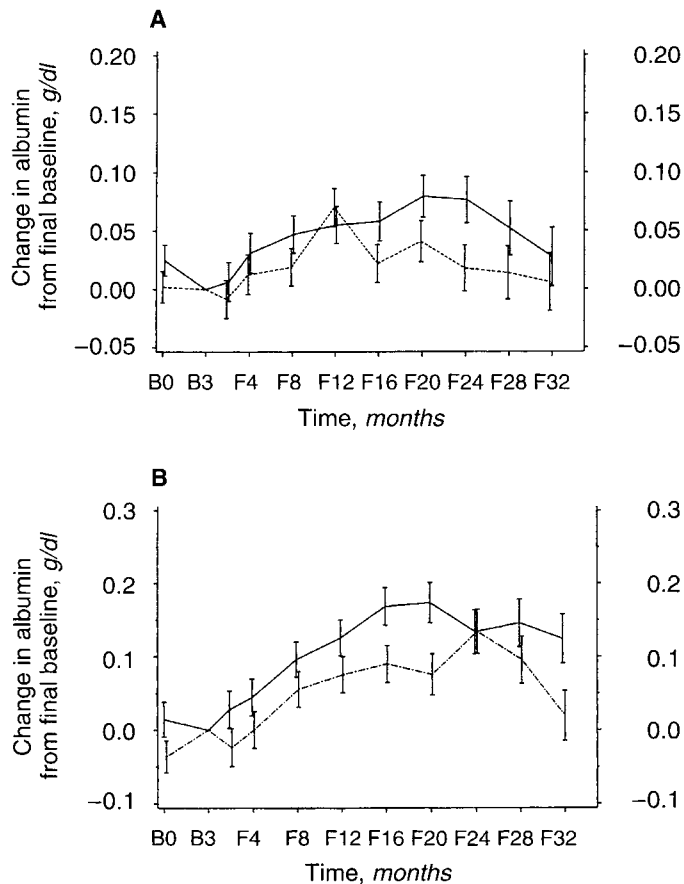 A
Change in albumin
from final baseline, g/dl
0.20 0.20
0.15 0.15
0.10 0.10
0.05 0.05
0.00 0.00
−0.05 −0.05
B0 B3 F4 F8 F12 F16 F20 F24 F28 F32
Time, months
B
Change in albumin
from final baseline, g/dl
0.3 0.3
0.2 0.2
0.1 0.1
0.0 0.0
−0.1 −0.1
B0 B3 F4 F8 F12 F16 F20 F24 F28 F32
Time, months